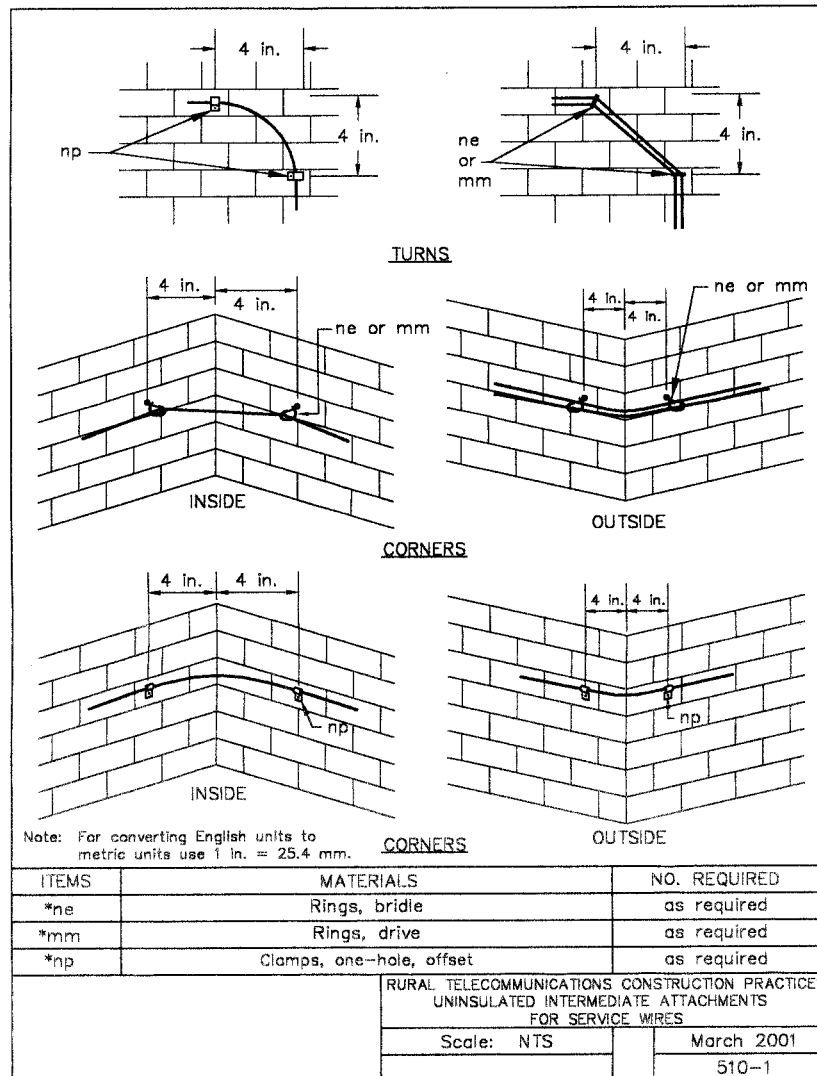 4 in.
4 in.
4 in.
4 in.
np
ne
or
mm
TURNS
4 in.
4 in.
ne or mm
4 in.
4 in.
ne or mm
INSIDE
OUTSIDE
CORNERS
4 in.
4 in.
4 in.
4 in.
np
np
INSIDE
OUTSIDE
Note: For converting English units to
metric units use 1 in. = 25.4 mm.
CORNERS
ITEMS MATERIALS NO. REQUIRED
*ne Rings, bridle as required
*mm Rings, drive as required
*np Clamps, one-hole, offset as required
RURAL TELECOMMUNICATIONS CONSTRUCTION PRACTICE
UNINSULATED INTERMEDIATE ATTACHMENTS
FOR SERVICE WIRES
Scale: NTS March 2001
510-1